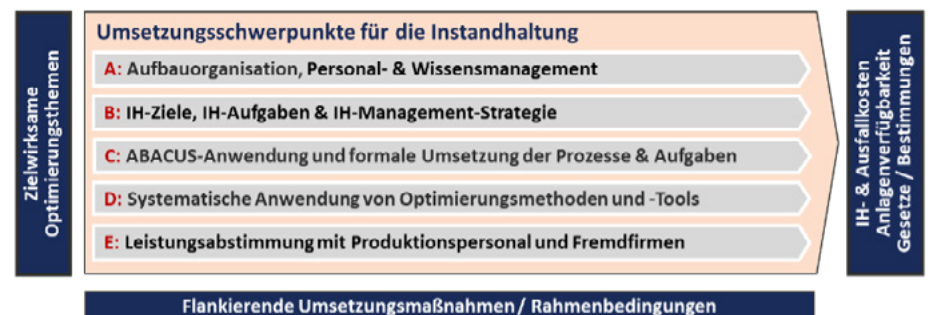 Zielwirksame
Optimierungsthemen
Umsetzungsschwerpunkte für die Instandhaltung
A: Aufbauorganisation, Personal- & Wissensmanagement
B: IH-Ziele, IH-Aufgaben & IH-Management-Strategie
C: ABACUS-Anwendung und formale Umsetzung der Prozesse & Aufgaben
D: Systematische Anwendung von Optimierungsmethoden und -Tools
E: Leistungsabstimmung mit Produktionspersonal und Fremdfirmen
IH- & Ausfallkosten
Anlagenverfügbarkeit
Gesetze / Bestimmungen
Flankierende Umsetzungsmaßnahmen / Rahmenbedingungen